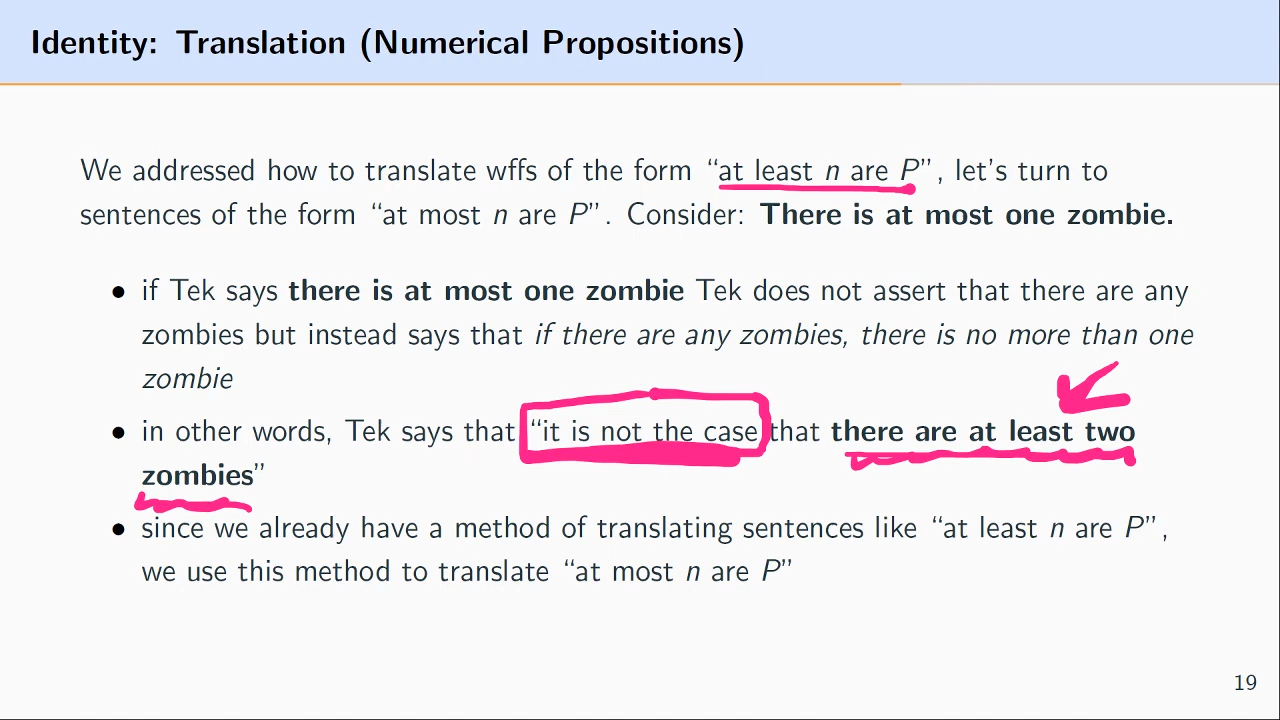 Identity: Translation (Numerical Propositions)
We addressed how to translate wffs of the form “at least n are P”, let’s turn to
sentences of the form “at most n are P”. Consider: There is at most one zombie.
• if Tek says there is at most one zombie Tek does not assert that there are any
zombies but instead says that if there are any zombies, there is no more than one
zombie
• in other words, Tek says that “it is not the case that there are at least two
zombies”
• since we already have a method of translating sentences like “at least n are P”,
we use this method to translate “at most n are P”
19